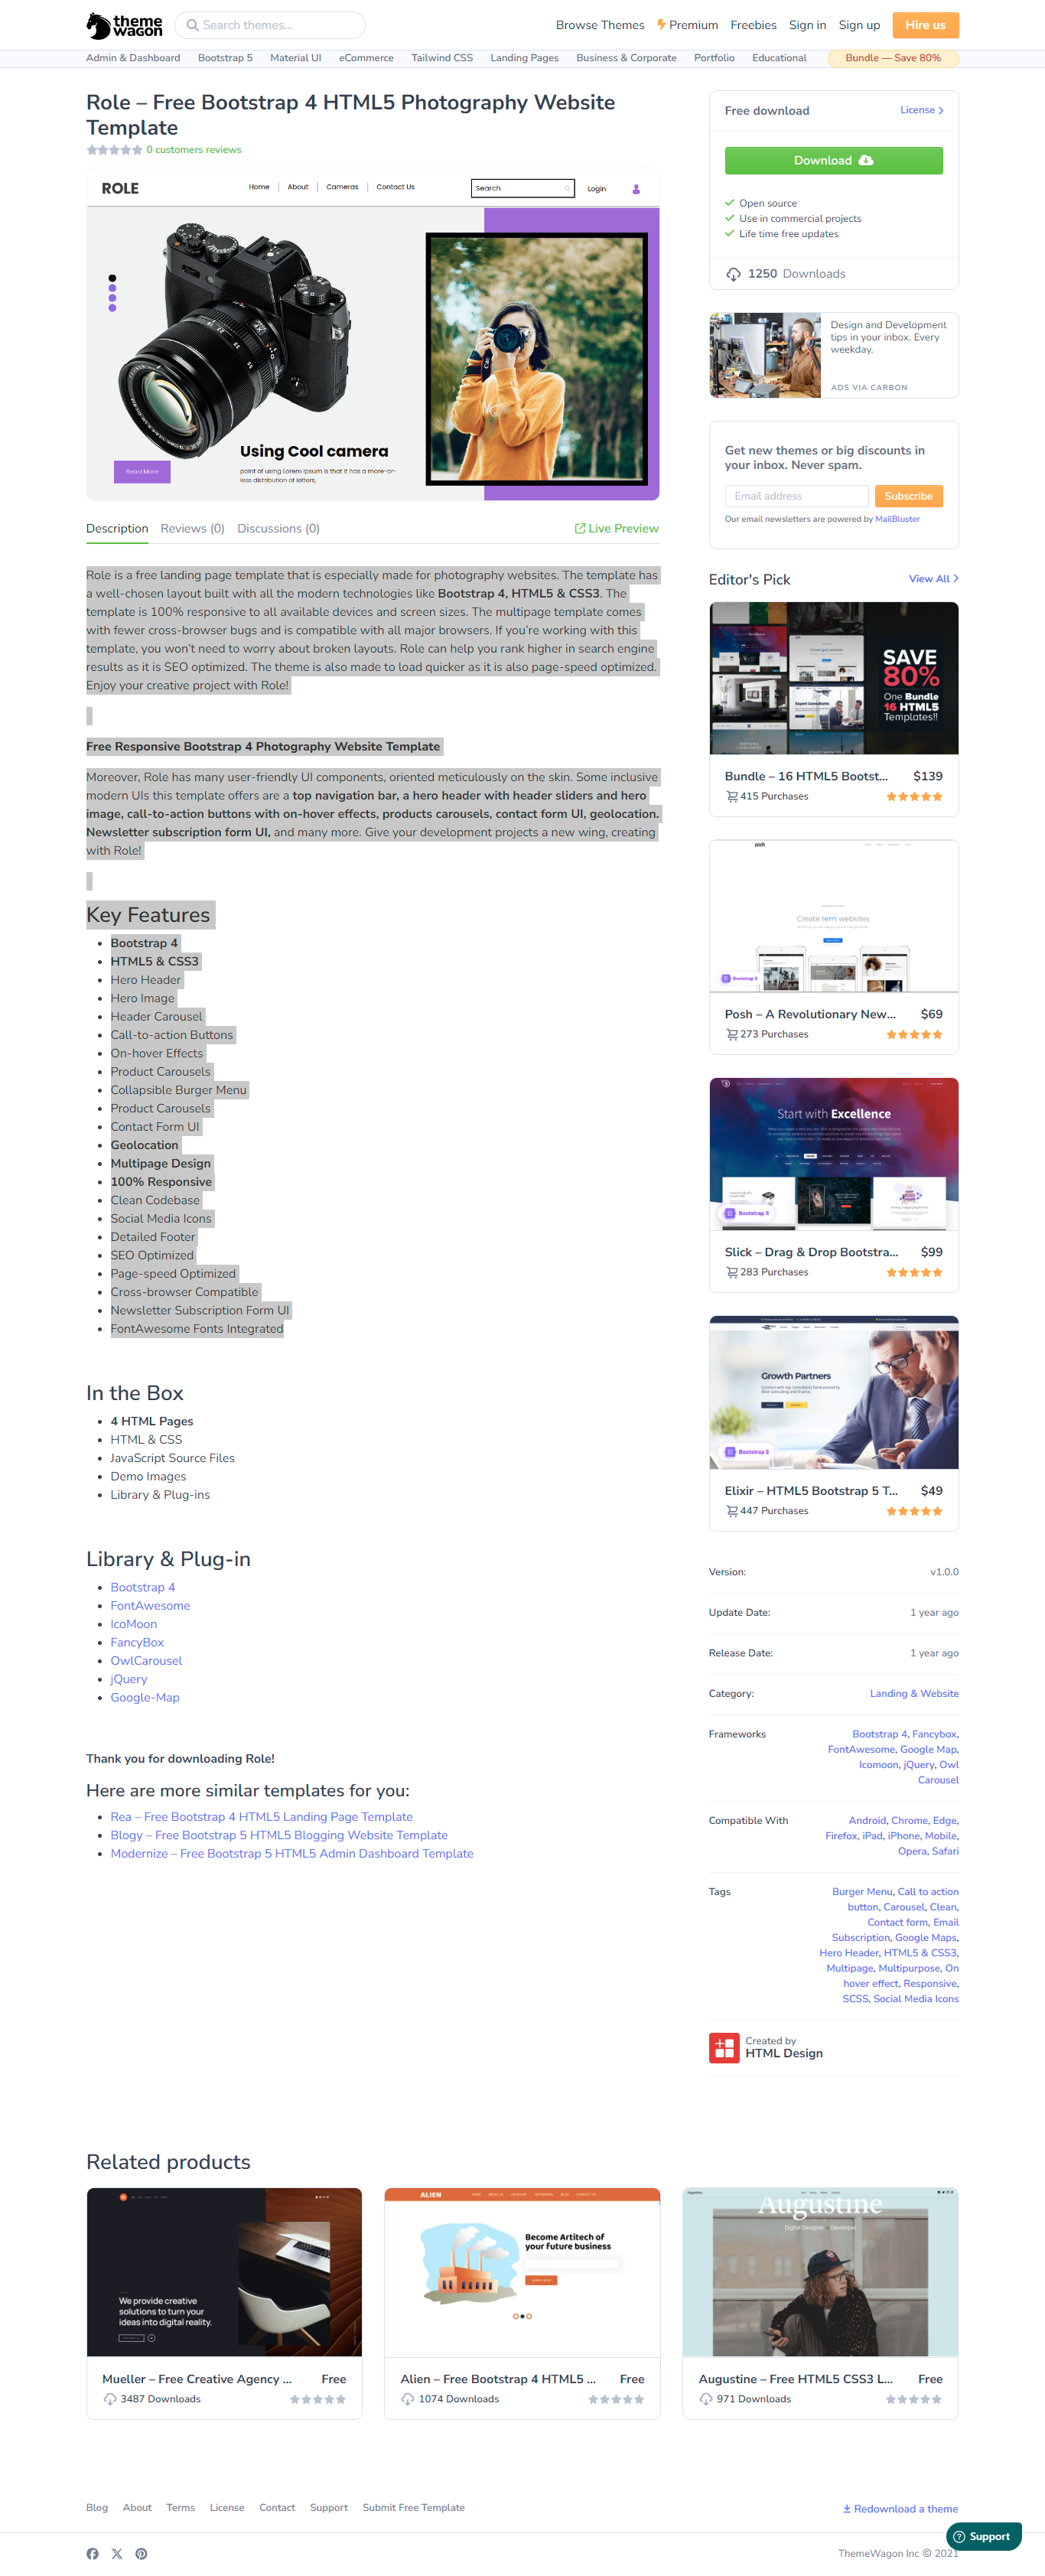 theme
wagon
Search themes...
Browse Themes
Premium
Freebies
Sign in
Sign up
Hire us
Admin & Dashboard
Bootstrap 5
Material UI
eCommerce
Tailwind CSS
Landing Pages
Business & Corporate
Portfolio
Educational
Bundle — Save 80%
Role – Free Bootstrap 4 HTML5 Photography Website
Template
0 customers reviews
ROLE
Home
About
Cameras
Contact Us
Search
Login
Using Cool camera
point of using Lorem Ipsum is that it has a more-or-
less distribution of letters,
Read More
Description
Reviews (0)
Discussions (0)
Live Preview
Role is a free landing page template that is especially made for photography websites. The template has
a well-chosen layout built with all the modern technologies like Bootstrap 4, HTML5 & CSS3. The
template is 100% responsive to all available devices and screen sizes. The multipage template comes
with fewer cross-browser bugs and is compatible with all major browsers. If you’re working with this
template, you won’t need to worry about broken layouts. Role can help you rank higher in search engine
results as it is SEO optimized. The theme is also made to load quicker as it is also page-speed optimized.
Enjoy your creative project with Role!
Free Responsive Bootstrap 4 Photography Website Template
Moreover, Role has many user-friendly UI components, oriented meticulously on the skin. Some inclusive
modern UIs this template offers are a top navigation bar, a hero header with header sliders and hero
image, call-to-action buttons with on-hover effects, products carousels, contact form UI, geolocation.
Newsletter subscription form UI, and many more. Give your development projects a new wing, creating
with Role!
Key Features
Bootstrap 4
HTML5 & CSS3
Hero Header
Hero Image
Header Carousel
Call-to-action Buttons
On-hover Effects
Product Carousels
Collapsible Burger Menu
Product Carousels
Contact Form UI
Geolocation
Multipage Design
100% Responsive
Clean Codebase
Social Media Icons
Detailed Footer
SEO Optimized
Page-speed Optimized
Cross-browser Compatible
Newsletter Subscription Form UI
FontAwesome Fonts Integrated
In the Box
4 HTML Pages
HTML & CSS
JavaScript Source Files
Demo Images
Library & Plug-ins
Library & Plug-in
Bootstrap 4
FontAwesome
IcoMoon
FancyBox
OwlCarousel
jQuery
Google-Map
Thank you for downloading Role!
Here are more similar templates for you:
Rea – Free Bootstrap 4 HTML5 Landing Page Template
Blogy – Free Bootstrap 5 HTML5 Blogging Website Template
Modernize – Free Bootstrap 5 HTML5 Admin Dashboard Template
Free download
License
Download
Open source
Use in commercial projects
Life time free updates
1250 Downloads
Design and Development
tips in your inbox. Every
weekday.
ADS VIA CARBON
Get new themes or big discounts in
your inbox. Never spam.
Email address
Subscribe
Our email newsletters are powered by MailBluster
Editor's Pick
View All
SAVE
80%
One Bundle
16 HTML5
Templates!!
Bundle – 16 HTML5 Bootst...
$139
415 Purchases
posh
Create rem websites
Bootstrap 5
Posh – A Revolutionary New...
$69
273 Purchases
Start with Excellence
Bootstrap 5
Slick – Drag & Drop Bootstra...
$99
283 Purchases
Growth Partners
Bootstrap 5
Elixir – HTML5 Bootstrap 5 T...
$49
447 Purchases
Version:
v1.0.0
Update Date:
1 year ago
Release Date:
1 year ago
Category:
Landing & Website
Frameworks
Bootstrap 4, Fancybox,
FontAwesome, Google Map,
Icomoon, jQuery, Owl
Carousel
Compatible With
Android, Chrome, Edge,
Firefox, iPad, iPhone, Mobile,
Opera, Safari
Tags
Burger Menu, Call to action
button, Carousel, Clean,
Contact form, Email
Subscription, Google Maps,
Hero Header, HTML5 & CSS3,
Multipage, Multipurpose, On
hover effect, Responsive,
SCSS, Social Media Icons
Created by
HTML Design
Related products
We provide creative
solutions to turn your
ideas into digital reality.
Mueller – Free Creative Agency ...
Free
3487 Downloads
ALIEN
Become Artitech of
your future business
Alien – Free Bootstrap 4 HTML5 ...
Free
1074 Downloads
Augustine
Digital Designer & Developer
Augustine – Free HTML5 CSS3 L...
Free
971 Downloads
Blog
About
Terms
License
Contact
Support
Submit Free Template
Redownload a theme
Support
ThemeWagon Inc © 2021